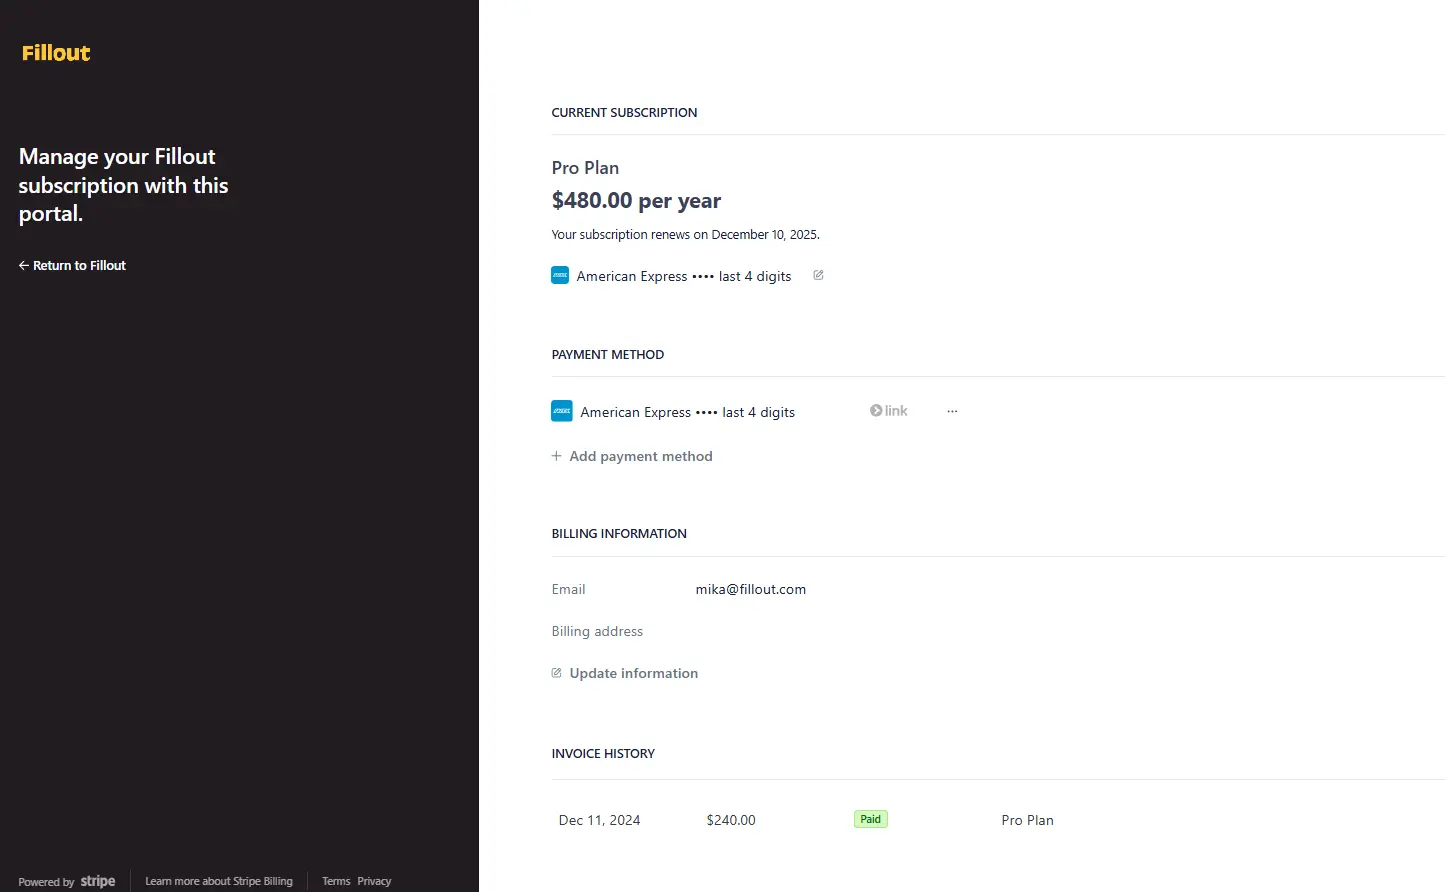 Fillout
Manage your Fillout
subscription with this
portal.
← Return to Fillout
Powered by stripe
Learn more about Stripe Billing
Terms Privacy
CURRENT SUBSCRIPTION
Pro Plan
$480.00 per year
Your subscription renews on December 10, 2025.
American Express •••• last 4 digits
PAYMENT METHOD
American Express •••• last 4 digits link ···
+ Add payment method
BILLING INFORMATION
Email mika@fillout.com
Billing address
Update information
INVOICE HISTORY
Dec 11, 2024 $240.00 Paid Pro Plan